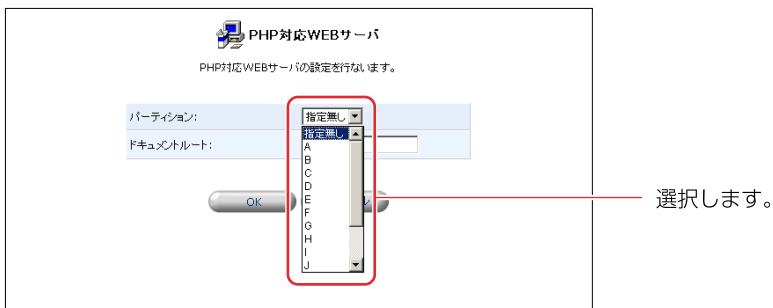 PHP対応WEBサーバ
PHP対応WEBサーバの設定を行ないます。
パーティション:
指定無し
ドキュメントルート:
指定無し
A
B
C
D
E
F
G
H
I
J
OK
ル
選択します。